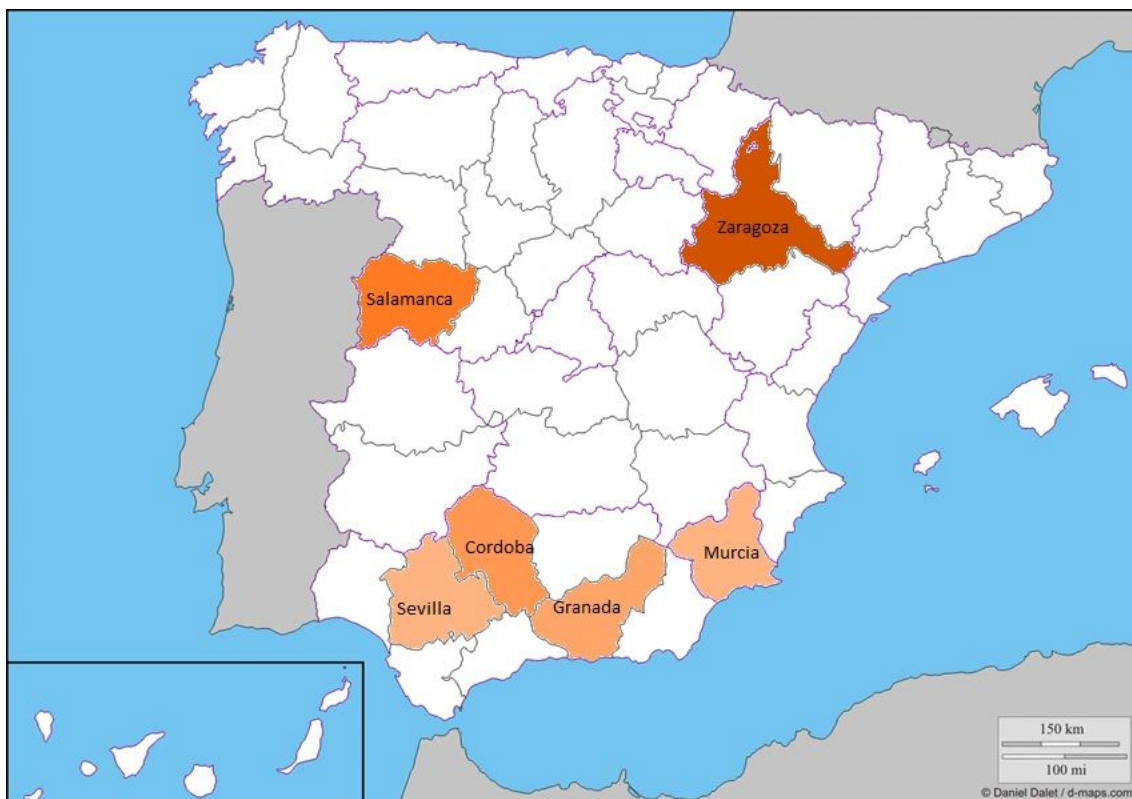 Zaragoza
Salamanca
Cordoba
Murcia
Sevilla
Granada
150 km
100 mi
© Daniel Dalet / d-maps.com